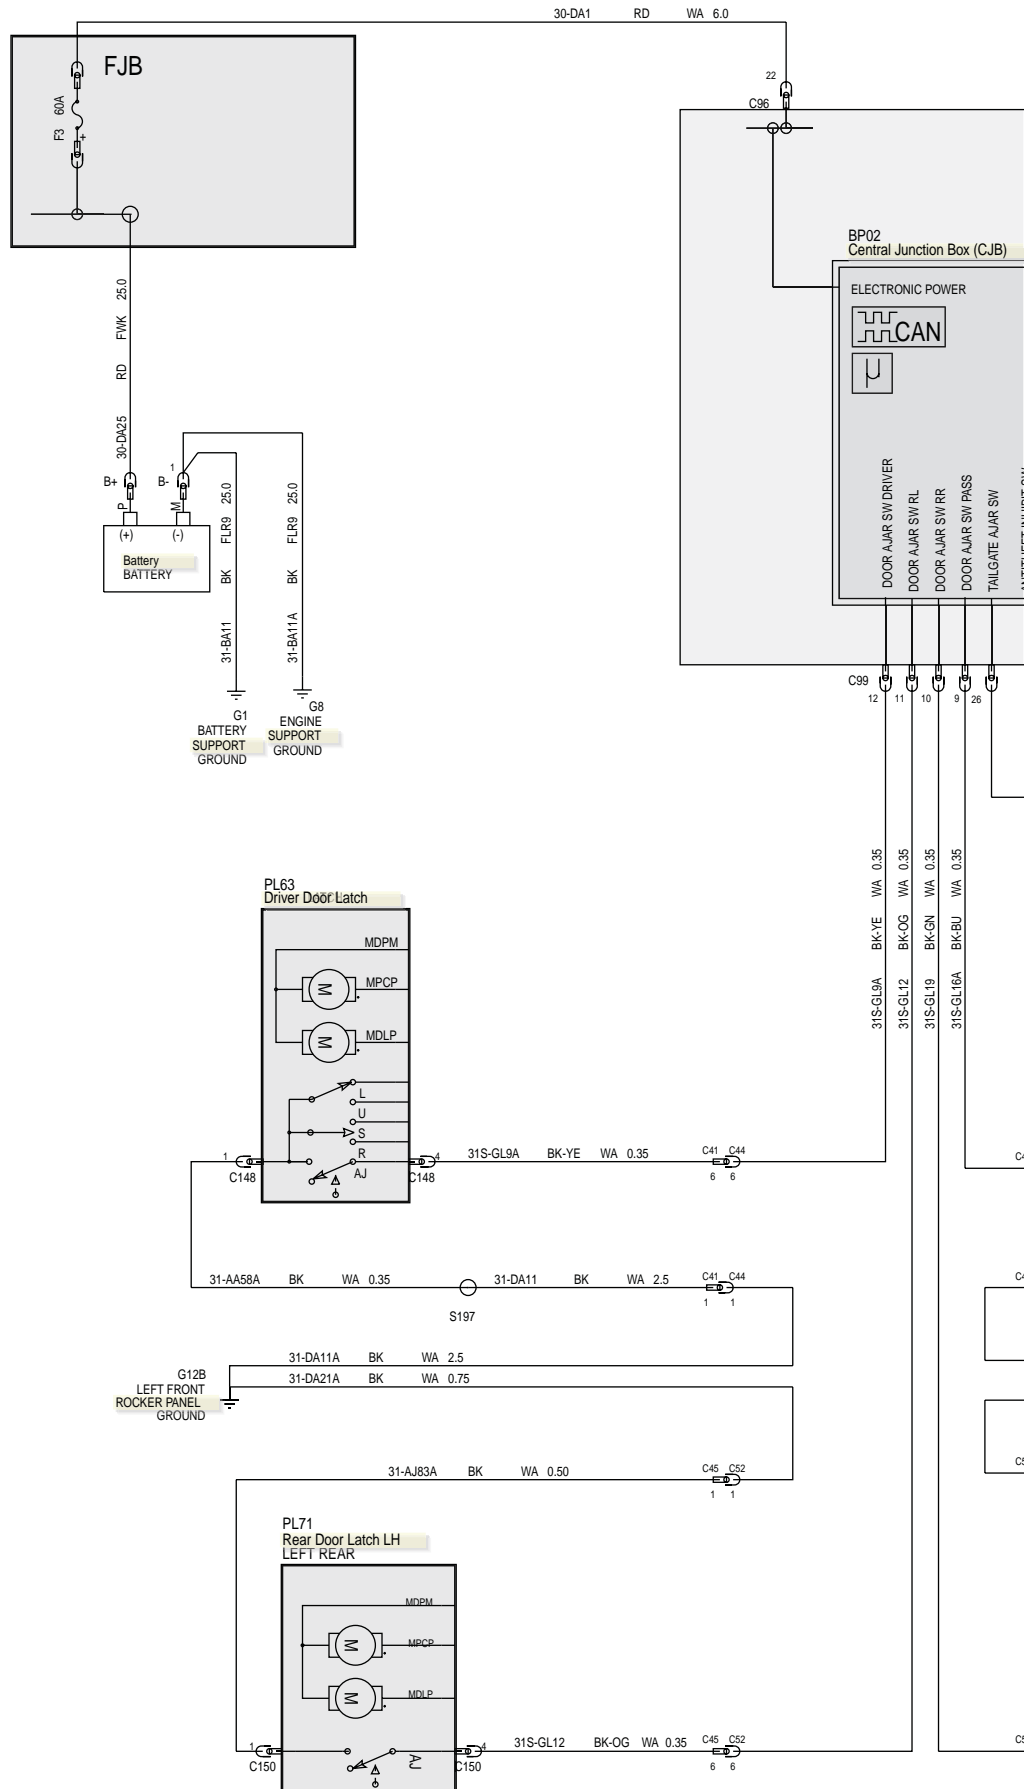 30-DA1 RD WA 6.0
FJB
22
C96
60A
F3
+
BP02
Central Junction Box (CJB)
ELECTRONIC POWER
CAN
µ
30-DA25 RD FWK 25.0
B+
B-
1
P
M
(+)
(-)
Battery
BATTERY
31-BA11 BK FLR9 25.0
31-BA11A BK FLR9 25.0
G1
BATTERY
SUPPORT
GROUND
G8
ENGINE
SUPPORT
GROUND
DOOR AJAR SW DRIVER
DOOR AJAR SW RL
DOOR AJAR SW RR
DOOR AJAR SW PASS
TAILGATE AJAR SW
C99
12
11
10
9
26
31S-GL9A BK-YE WA 0.35
31S-GL12 BK-OG WA 0.35
31S-GL19 BK-GN WA 0.35
31S-GL16A BK-BU WA 0.35
PL63
Driver Door Latch
MDPM
M
MPCP
M
MDLP
L
U
S
R
AJ
1
C148
4
C148
31S-GL9A BK-YE WA 0.35
C41 C44
6 6
31-AA58A BK WA 0.35
S197
31-DA11 BK WA 2.5
C41 C44
1 1
31-DA11A BK WA 2.5
31-DA21A BK WA 0.75
G12B
LEFT FRONT
ROCKER PANEL
GROUND
31-AJ83A BK WA 0.50
C45 C52
1 1
PL71
Rear Door Latch LH
LEFT REAR
MDPM
M
MPCP
M
MDLP
AJ
1
C150
4
C150
31S-GL12 BK-OG WA 0.35
C45 C52
6 6